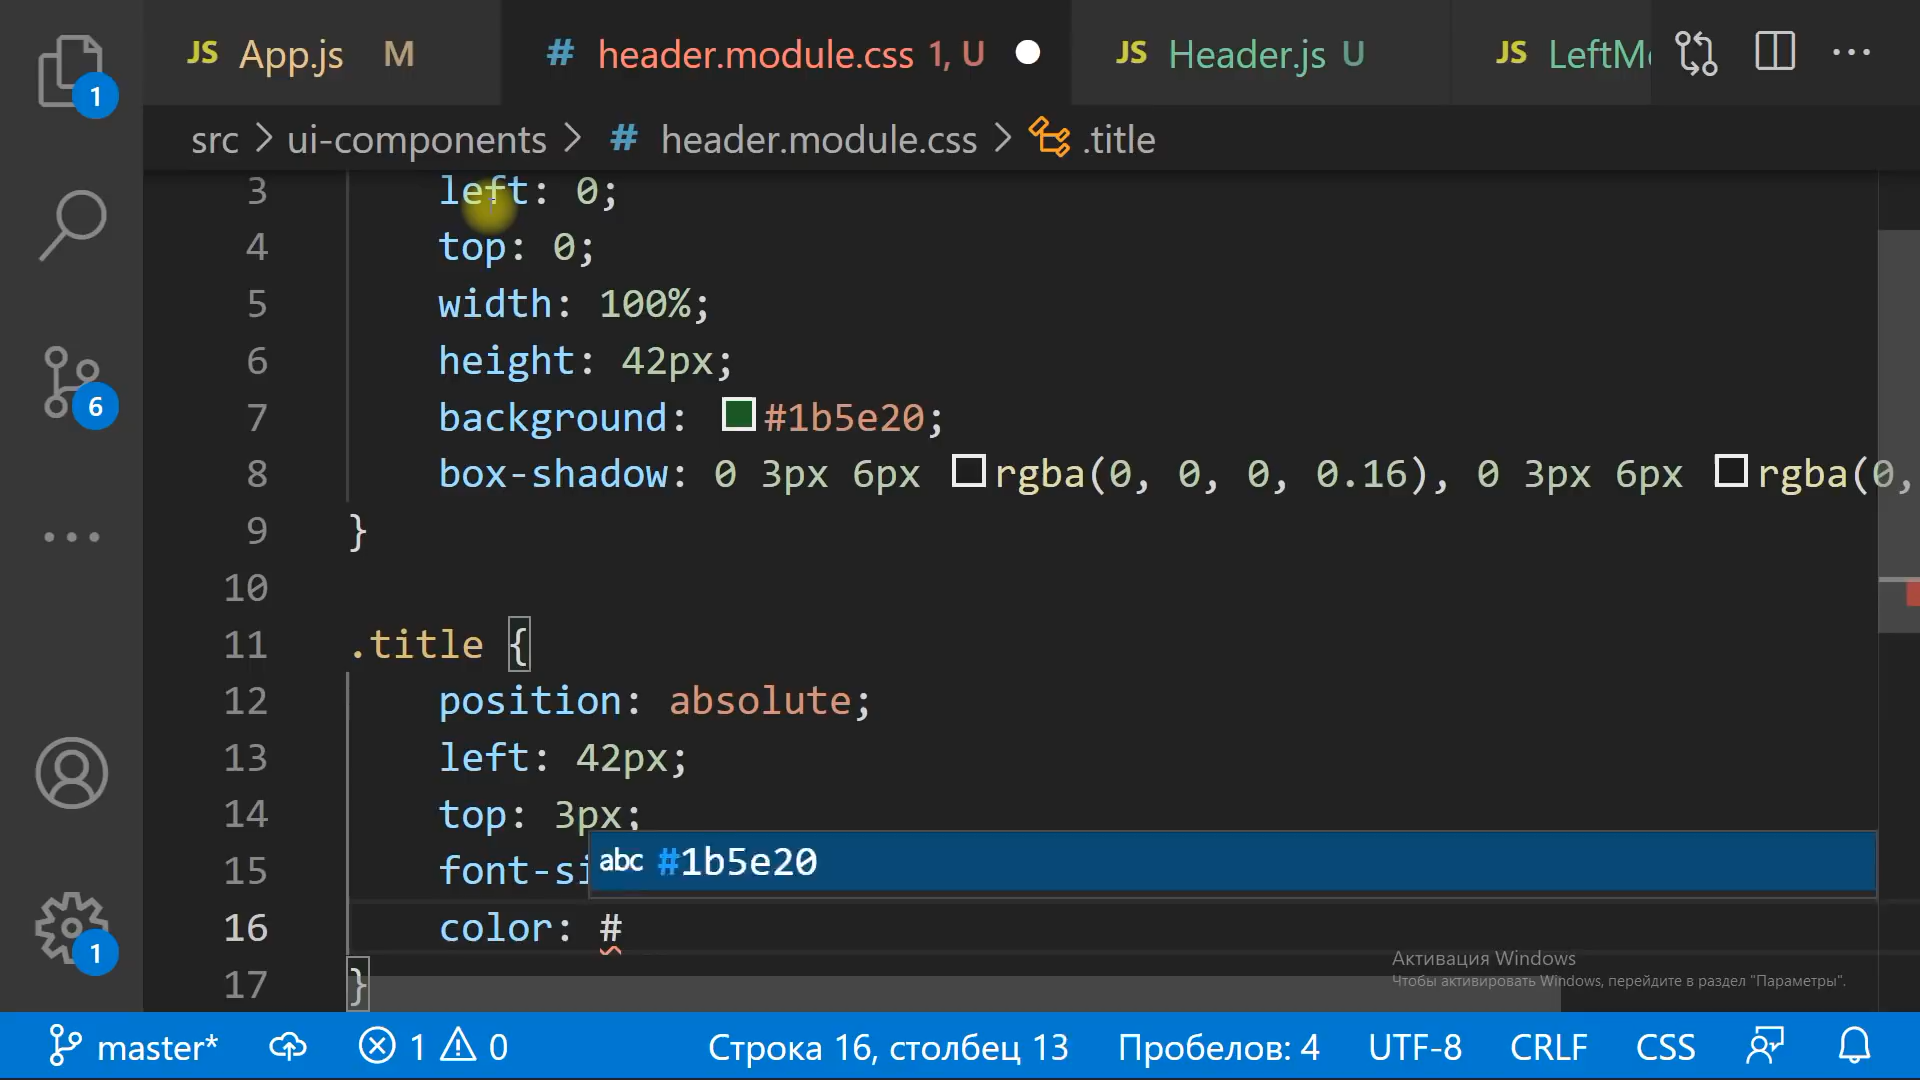 JS App.js M # header.module.css 1, U JS Header.js U JS LeftM
src > ui-components > # header.module.css > .title
3 left: 0;
4 top: 0;
5 width: 100%;
6 height: 42px;
7 background: #1b5e20;
8 box-shadow: 0 3px 6px rgba(0, 0, 0, 0.16), 0 3px 6px rgba(0,
9 }
10
11 .title {
12 position: absolute;
13 left: 42px;
14 top: 3px;
15 font-si
abc #1b5e20
16 color: #
17 }
1
6
1
Активация Windows
Чтобы активировать Windows, перейдите в раздел "Параметры".
master* 1 0 Строка 16, столбец 13 Пробелов: 4 UTF-8 CRLF CSS